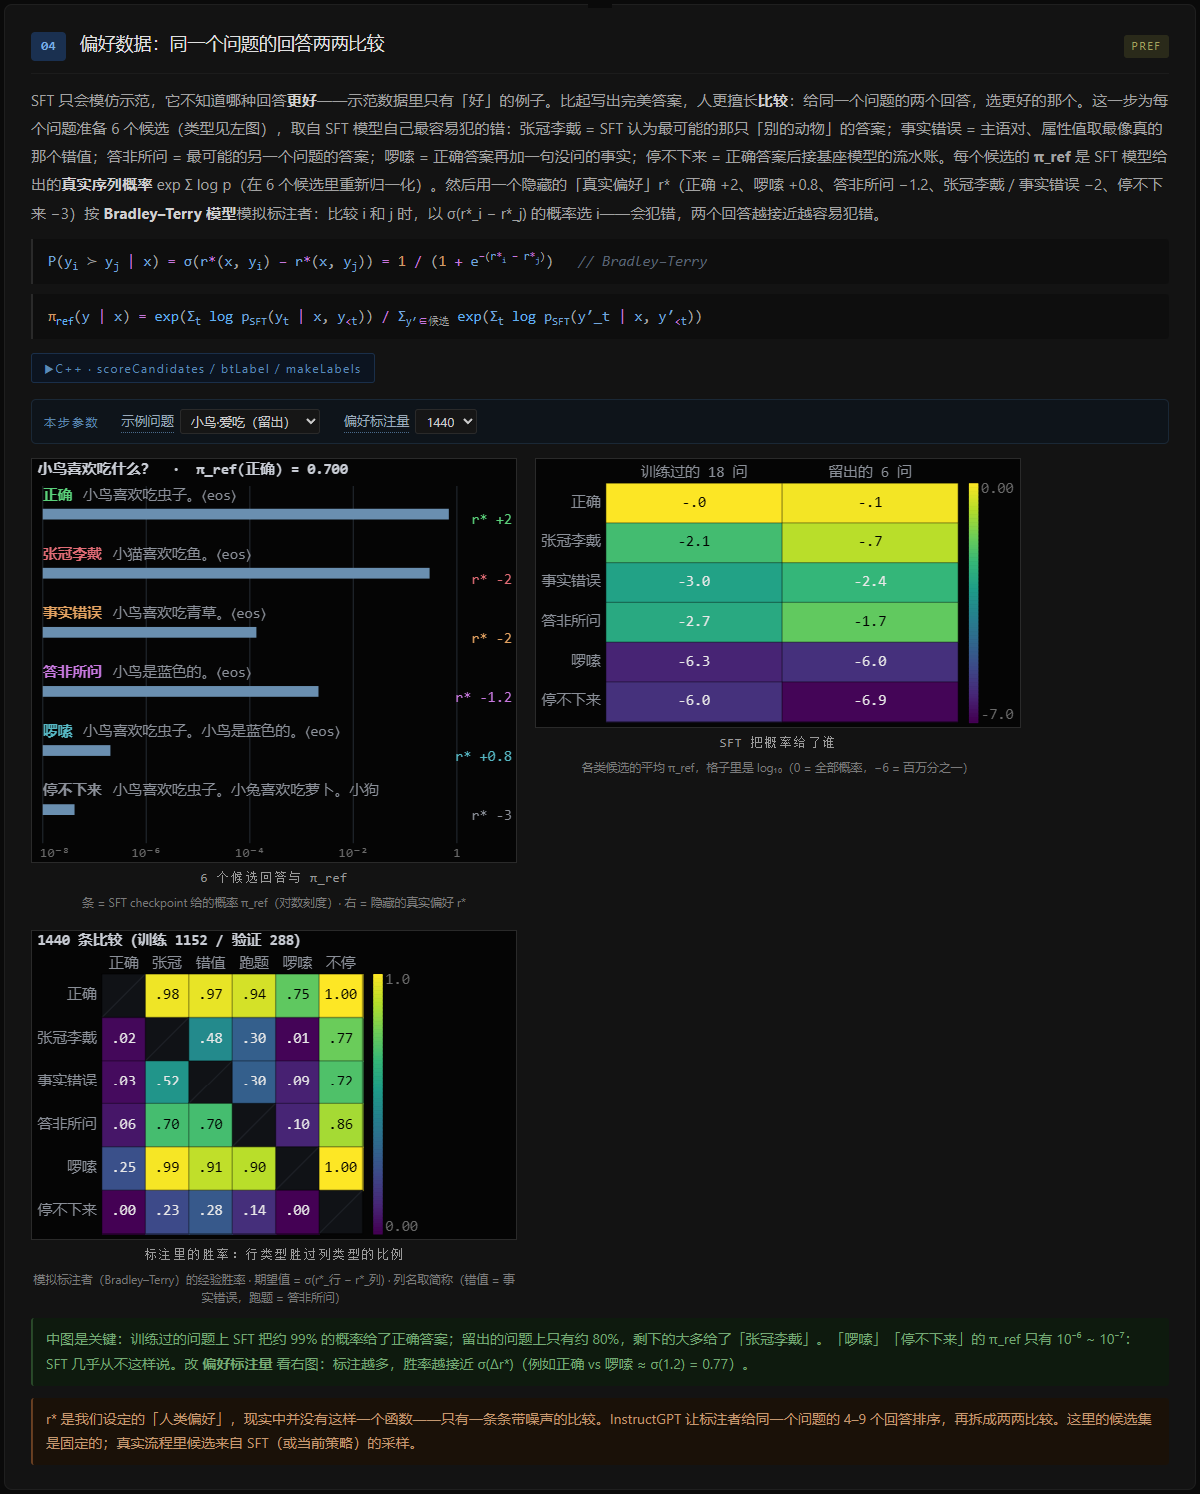 04 偏好数据：同一个问题的回答两两比较 PREF
SFT 只会模仿示范，它不知道哪种回答更好——示范数据里只有「好」的例子。比起写出完美答案，人更擅长比较：给同一个问题的两个回答，选更好的那个。这一步为每
个问题准备 6 个候选（类型见左图），取自 SFT 模型自己最容易犯的错：张冠李戴 = SFT 认为最可能的那只「别的动物」的答案；事实错误 = 主语对、属性值取最像真的
那个错值；答非所问 = 最可能的另一个问题的答案；啰嗦 = 正确答案再加一句没问的事实；停不下来 = 正确答案后接基座模型的流水账。每个候选的 π_ref 是 SFT 模型给
出的真实序列概率 exp Σ log p（在 6 个候选里重新归一化）。然后用一个隐藏的「真实偏好」r*（正确 +2、啰嗦 +0.8、答非所问 −1.2、张冠李戴 / 事实错误 −2、停不下
来 −3）按 Bradley–Terry 模型模拟标注者：比较 i 和 j 时，以 σ(r*_i − r*_j) 的概率选 i——会犯错，两个回答越接近越容易犯错。
P(y_i ≻ y_j | x) = σ(r*(x, y_i) − r*(x, y_j)) = 1 / (1 + e^−(r*_i − r*_j)) // Bradley–Terry
π_ref(y | x) = exp(Σ_t log p_SFT(y_t | x, y_<t)) / Σ_y′∈候选 exp(Σ_t log p_SFT(y′_t | x, y′_<t))
▶C++ · scoreCandidates / btLabel / makeLabels
本步参数 示例问题 小鸟·爱吃（留出） 偏好标注量 1440
小鸟喜欢吃什么？ · π_ref(正确) = 0.700
正确 小鸟喜欢吃虫子。⟨eos⟩
r* +2
张冠李戴 小猫喜欢吃鱼。⟨eos⟩
r* -2
事实错误 小鸟喜欢吃青草。⟨eos⟩
r* -2
答非所问 小鸟是蓝色的。⟨eos⟩
r* -1.2
啰嗦 小鸟喜欢吃虫子。小鸟是蓝色的。⟨eos⟩
r* +0.8
停不下来 小鸟喜欢吃虫子。小兔喜欢吃萝卜。小狗
r* -3
10⁻⁸ 10⁻⁶ 10⁻⁴ 10⁻² 1
6 个候选回答与 π_ref
条 = SFT checkpoint 给的概率 π_ref（对数刻度）· 右 = 隐藏的真实偏好 r*
训练过的 18 问 留出的 6 问
0.00
正确 -.0 -.1
张冠李戴 -2.1 -.7
事实错误 -3.0 -2.4
答非所问 -2.7 -1.7
啰嗦 -6.3 -6.0
停不下来 -6.0 -6.9
-7.0
SFT 把概率给了谁
各类候选的平均 π_ref，格子里是 log₁₀（0 = 全部概率，−6 = 百万分之一）
1440 条比较（训练 1152 / 验证 288）
正确 张冠 错值 跑题 啰嗦 不停
1.0
正确 .98 .97 .94 .75 1.00
张冠李戴 .02 .48 .30 .01 .77
事实错误 .03 .52 .30 .09 .72
答非所问 .06 .70 .70 .10 .86
啰嗦 .25 .99 .91 .90 1.00
停不下来 .00 .23 .28 .14 .00
0.00
标注里的胜率：行类型胜过列类型的比例
模拟标注者（Bradley–Terry）的经验胜率 · 期望值 = σ(r*_行 − r*_列) · 列名取简称（错值 = 事
实错误，跑题 = 答非所问）
中图是关键：训练过的问题上 SFT 把约 99% 的概率给了正确答案；留出的问题上只有约 80%，剩下的大多给了「张冠李戴」。「啰嗦」「停不下来」的 π_ref 只有 10⁻⁶ ~ 10⁻⁷：
SFT 几乎从不这样说。改 偏好标注量 看右图：标注越多，胜率越接近 σ(Δr*)（例如正确 vs 啰嗦 ≈ σ(1.2) = 0.77）。
r* 是我们设定的「人类偏好」，现实中并没有这样一个函数——只有一条条带噪声的比较。InstructGPT 让标注者给同一个问题的 4–9 个回答排序，再拆成两两比较。这里的候选集
是固定的；真实流程里候选来自 SFT（或当前策略）的采样。